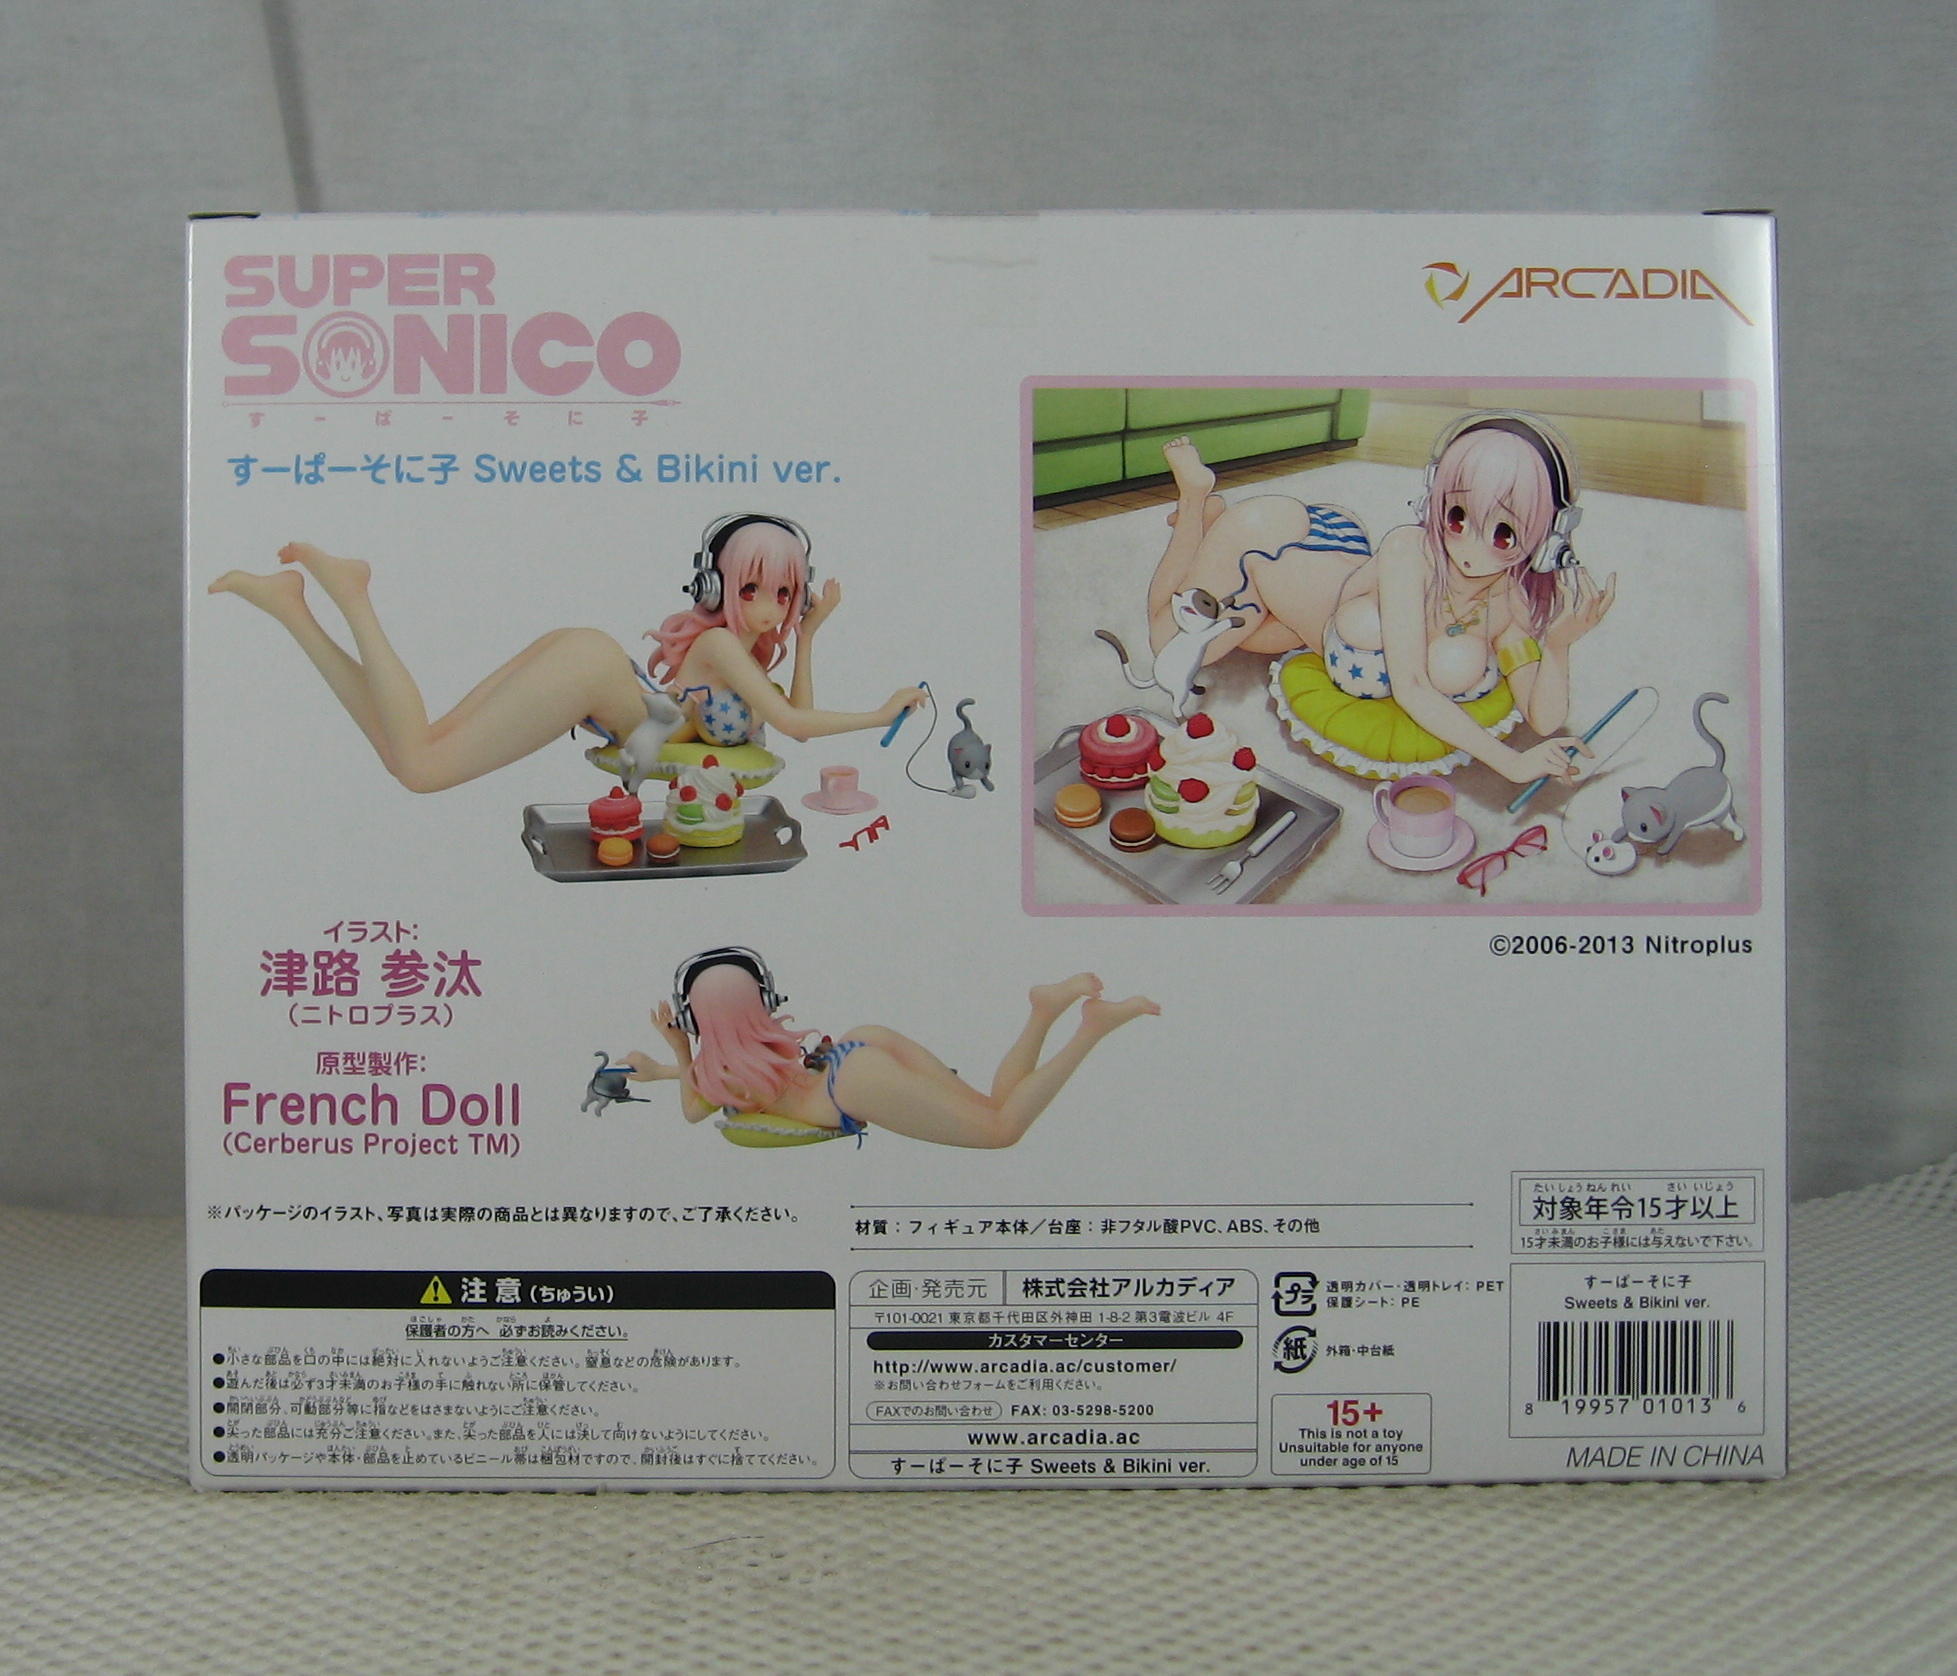 SUPER
SONICO
すーぱーそに子
すーぱーそに子 Sweets & Bikini ver.
ARCADIA
©2006-2013 Nitroplus
イラスト:
津路 参汰
(ニトロプラス)
原型製作:
French Doll
(Cerberus Project TM)
※パッケージのイラスト、写真は実際の商品とは異なりますので、ご了承ください。
注意(ちゅうい)
保護者の方へ 必ずお読みください。
●小さな部品を口の中には絶対に入れないようご注意ください。窒息などの危険があります。
●遊んだ後は必ず3才未満のお子様の手に触れない所に保管してください。
●開閉部分、可動部分等に指などをはさまないようにご注意ください。
●尖った部品には充分ご注意ください。また、尖った部品を人には決して向けないようにしてください。
●透明パッケージや本体・部品を止めているビニール帯は梱包材ですので、開封後はすぐに捨ててください。
材質：フィギュア本体／台座：非フタル酸PVC、ABS、その他
企画・発売元 株式会社アルカディア
〒101-0021 東京都千代田区外神田 1-8-2 第3電波ビル 4F
カスタマーセンター
http://www.arcadia.ac/customer/
※お問い合わせフォームをご利用ください。
FAXでのお問い合わせ FAX: 03-5298-5200
www.arcadia.ac
すーぱーそに子 Sweets & Bikini ver.
プラ 透明カバー・透明トレイ: PET
保護シート: PE
紙 外箱・中台紙
15+
This is not a toy
Unsuitable for anyone
under age of 15
たいしょうねんれい さい いじょう
対象年令15才以上
15才未満のお子様には与えないで下さい。
すーぱーそに子
Sweets & Bikini ver.
8 19957 01013 6
MADE IN CHINA